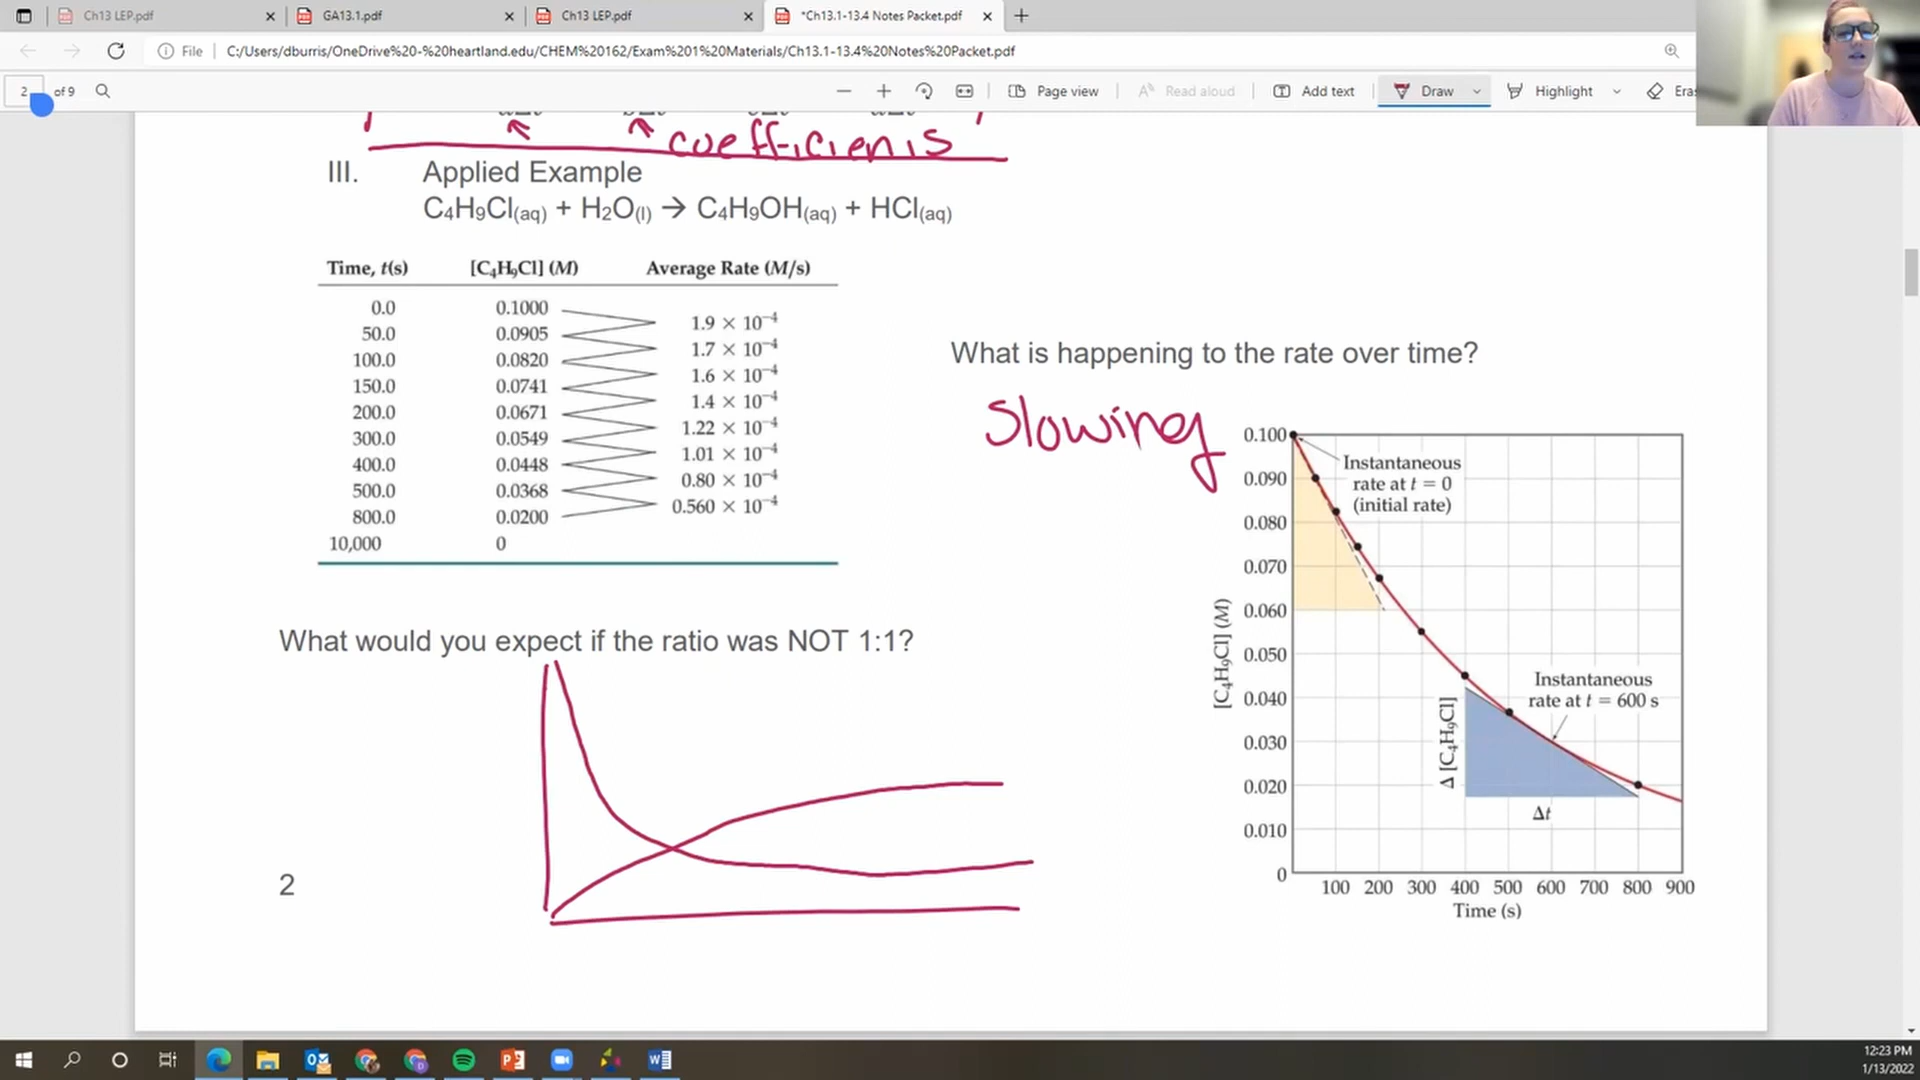 Ch13 LEP.pdf
GA13.1.pdf
Ch13 LEP.pdf
*Ch13.1-13.4 Notes Packet.pdf
File
C:/Users/dburris/OneDrive%20-%20heartland.edu/CHEM%20162/Exam%201%20Materials/Ch13.1-13.4%20Notes%20Packet.pdf
2 of 9
Page view
Read aloud
Add text
Draw
Highlight
Eras
coefficients
III. Applied Example
C4H9Cl(aq) + H2O(l) → C4H9OH(aq) + HCl(aq)
Time, t(s) [C4H9Cl] (M) Average Rate (M/s)
0.0 0.1000
1.9 × 10⁻⁴
50.0 0.0905
1.7 × 10⁻⁴
100.0 0.0820
1.6 × 10⁻⁴
150.0 0.0741
1.4 × 10⁻⁴
200.0 0.0671
1.22 × 10⁻⁴
300.0 0.0549
1.01 × 10⁻⁴
400.0 0.0448
0.80 × 10⁻⁴
500.0 0.0368
0.560 × 10⁻⁴
800.0 0.0200
10,000 0
What is happening to the rate over time?
Slowing
0.100
0.090
0.080
0.070
0.060
0.050
0.040
0.030
0.020
0.010
0
[C4H9Cl] (M)
Instantaneous
rate at t = 0
(initial rate)
Instantaneous
rate at t = 600 s
Δ [C4H9Cl]
Δt
100 200 300 400 500 600 700 800 900
Time (s)
What would you expect if the ratio was NOT 1:1?
2
12:23 PM
1/13/2022